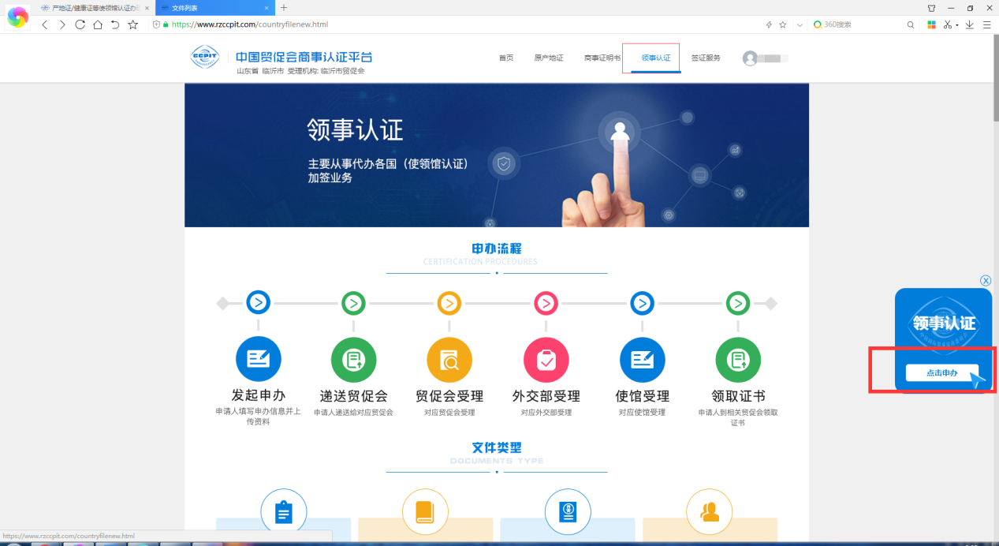 产地证/健康证等使领馆认证办
文件列表
https://www.rzccpit.com/countryfilenew.html
360搜索
CCPIT
中国贸促会商事认证平台
山东省 临沂市 受理机构: 临沂市贸促会
首页
原产地证
商事证明书
领事认证
签证服务
领事认证
主要从事代办各国（使领馆认证）
加签业务
申办流程
CERTIFICATION PROCEDURES
发起申办
递送贸促会
贸促会受理
外交部受理
使馆受理
领取证书
申请人填写申办信息并上
传资料
申请人递送给对应贸促会
对应贸促会受理
对应外交部受理
对应使馆受理
申请人到相关贸促会领取
证书
文件类型
DOCUMENTS TYPE
领事认证
点击申办
https://www.rzccpit.com/countryfilenew.html